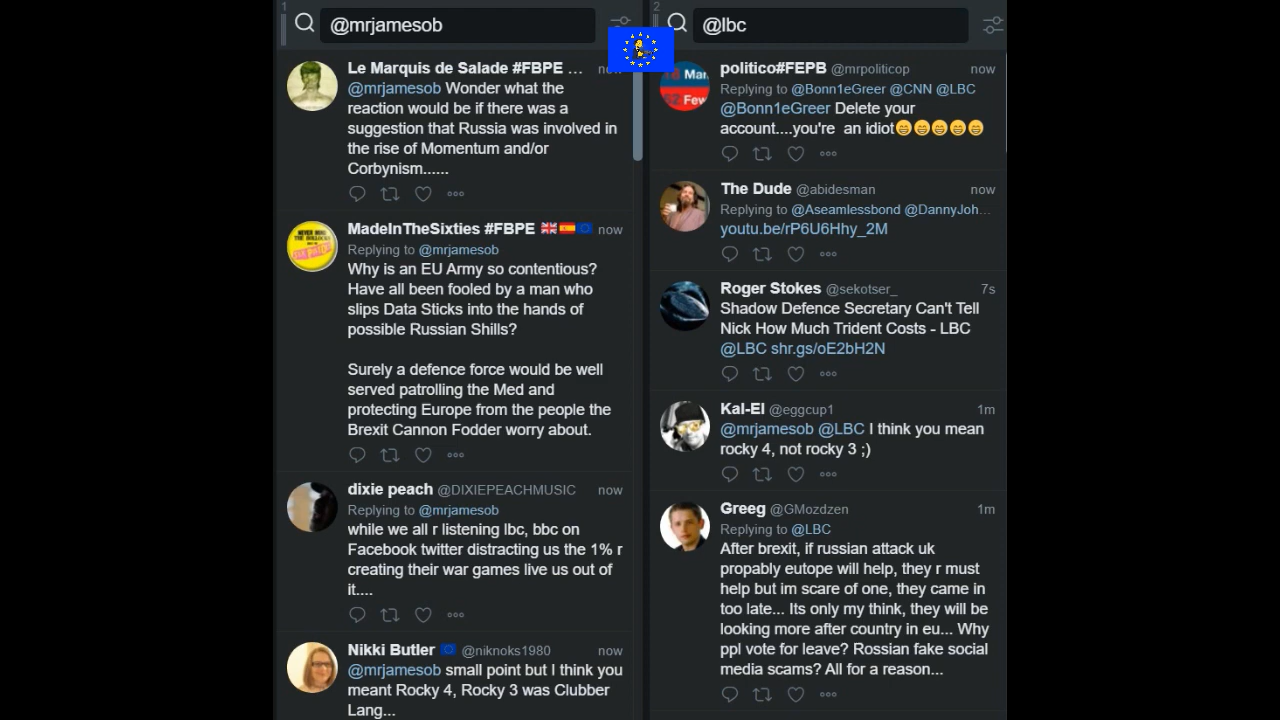 1
@mrjamesob
Le Marquis de Salade #FBPE ...
@mrjamesob Wonder what the
reaction would be if there was a
suggestion that Russia was involved in
the rise of Momentum and/or
Corbynism......
MadeInTheSixties #FBPE 🇬🇧🇪🇸🇪🇺 now
Replying to @mrjamesob
Why is an EU Army so contentious?
Have all been fooled by a man who
slips Data Sticks into the hands of
possible Russian Shills?
Surely a defence force would be well
served patrolling the Med and
protecting Europe from the people the
Brexit Cannon Fodder worry about.
dixie peach @DIXIEPEACHMUSIC now
Replying to @mrjamesob
while we all r listening lbc, bbc on
Facebook twitter distracting us the 1% r
creating their war games live us out of
it....
Nikki Butler 🇪🇺 @niknoks1980 now
@mrjamesob small point but I think you
meant Rocky 4, Rocky 3 was Clubber
Lang...
2
@lbc
politico#FEPB @mrpoliticop now
Replying to @Bonn1eGreer @CNN @LBC
@Bonn1eGreer Delete your
account....you're an idiot😁😁😁😁😁
The Dude @abidesman now
Replying to @Aseamlessbond @DannyJoh...
youtu.be/rP6U6Hhy_2M
Roger Stokes @sekotser_ 7s
Shadow Defence Secretary Can't Tell
Nick How Much Trident Costs - LBC
@LBC shr.gs/oE2bH2N
Kal-El @eggcup1 1m
@mrjamesob @LBC I think you mean
rocky 4, not rocky 3 ;)
Greeg @GMozdzen 1m
Replying to @LBC
After brexit, if russian attack uk
propably eutope will help, they r must
help but im scare of one, they came in
too late... Its only my think, they will be
looking more after country in eu... Why
ppl vote for leave? Rossian fake social
media scams? All for a reason...